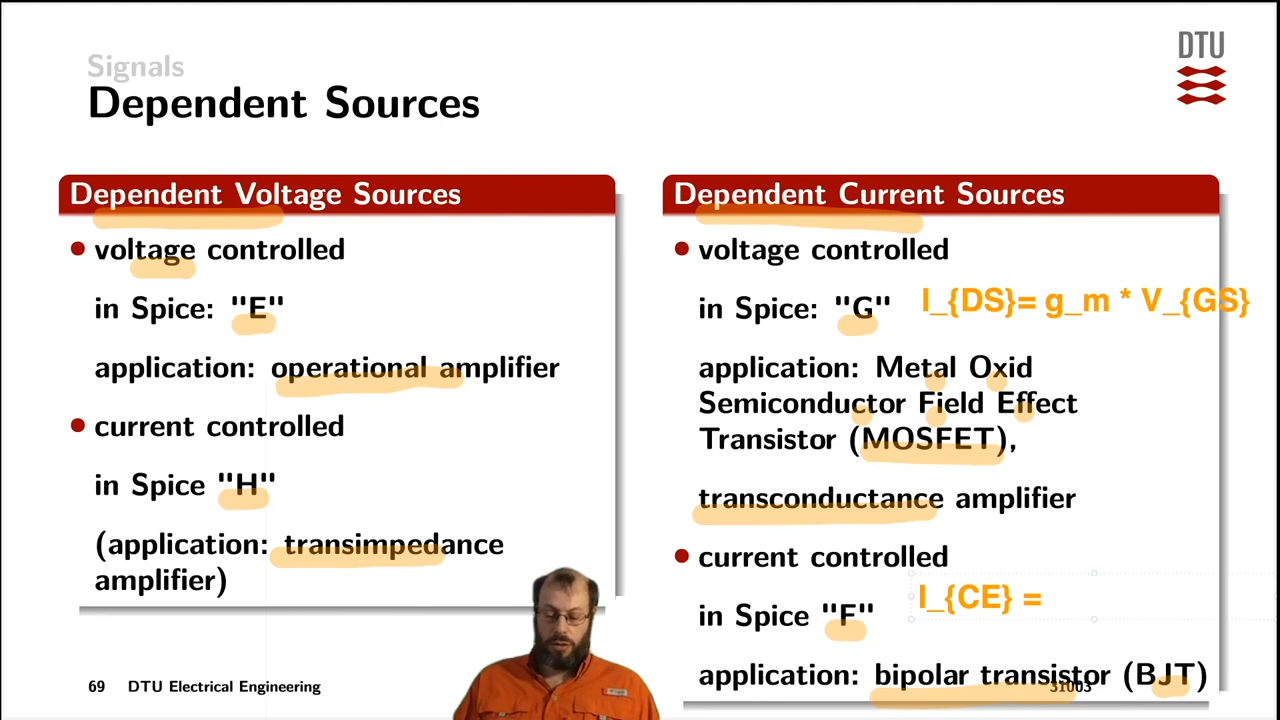 Signals
Dependent Sources
DTU
Dependent Voltage Sources
voltage controlled
in Spice: "E"
application: operational amplifier
current controlled
in Spice "H"
(application: transimpedance
amplifier)
Dependent Current Sources
voltage controlled
in Spice: "G"
I_{DS}= g_m * V_{GS}
application: Metal Oxid
Semiconductor Field Effect
Transistor (MOSFET),
transconductance amplifier
current controlled
I_{CE} =
in Spice "F"
application: bipolar transistor (BJT)
69 DTU Electrical Engineering
31003